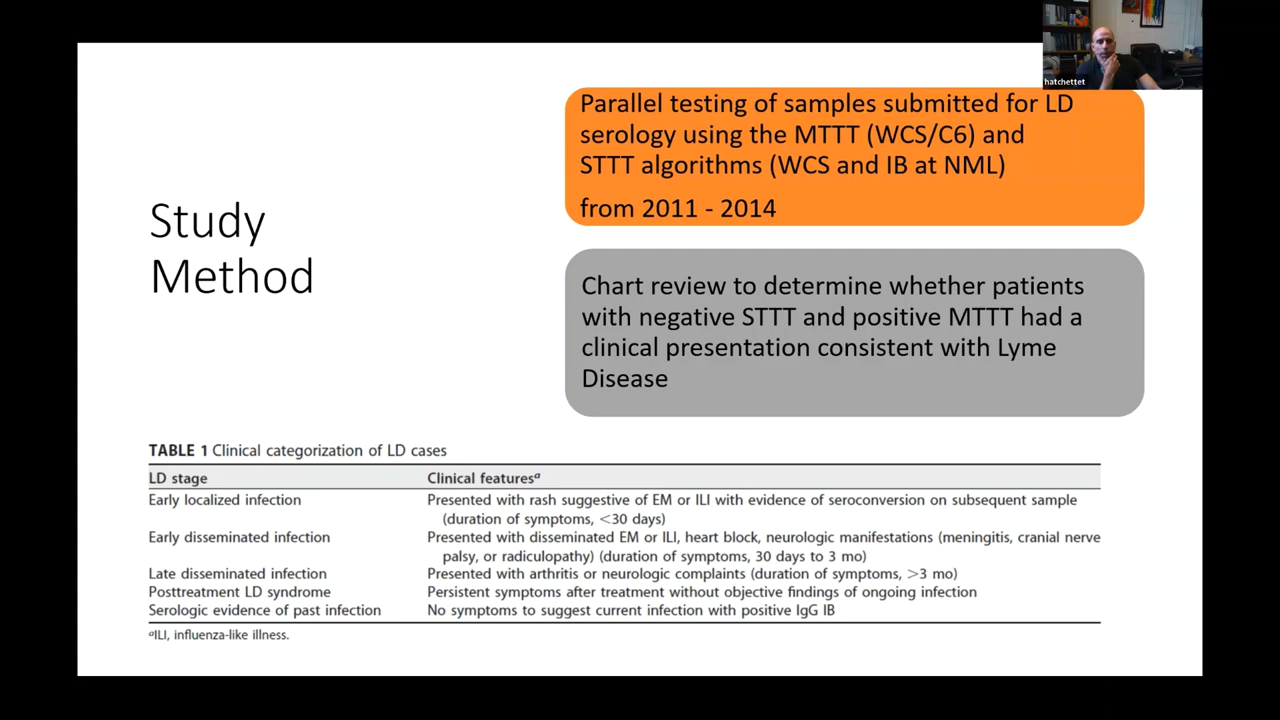 hatchettet
Parallel testing of samples submitted for LD
serology using the MTTT (WCS/C6) and
STTT algorithms (WCS and IB at NML)
from 2011 - 2014
Study
Method
Chart review to determine whether patients
with negative STTT and positive MTTT had a
clinical presentation consistent with Lyme
Disease
TABLE 1 Clinical categorization of LD cases
LD stage Clinical featuresᵃ
Early localized infection Presented with rash suggestive of EM or ILI with evidence of seroconversion on subsequent sample
(duration of symptoms, <30 days)
Early disseminated infection Presented with disseminated EM or ILI, heart block, neurologic manifestations (meningitis, cranial nerve
palsy, or radiculopathy) (duration of symptoms, 30 days to 3 mo)
Late disseminated infection Presented with arthritis or neurologic complaints (duration of symptoms, >3 mo)
Posttreatment LD syndrome Persistent symptoms after treatment without objective findings of ongoing infection
Serologic evidence of past infection No symptoms to suggest current infection with positive IgG IB
ᵃILI, influenza-like illness.